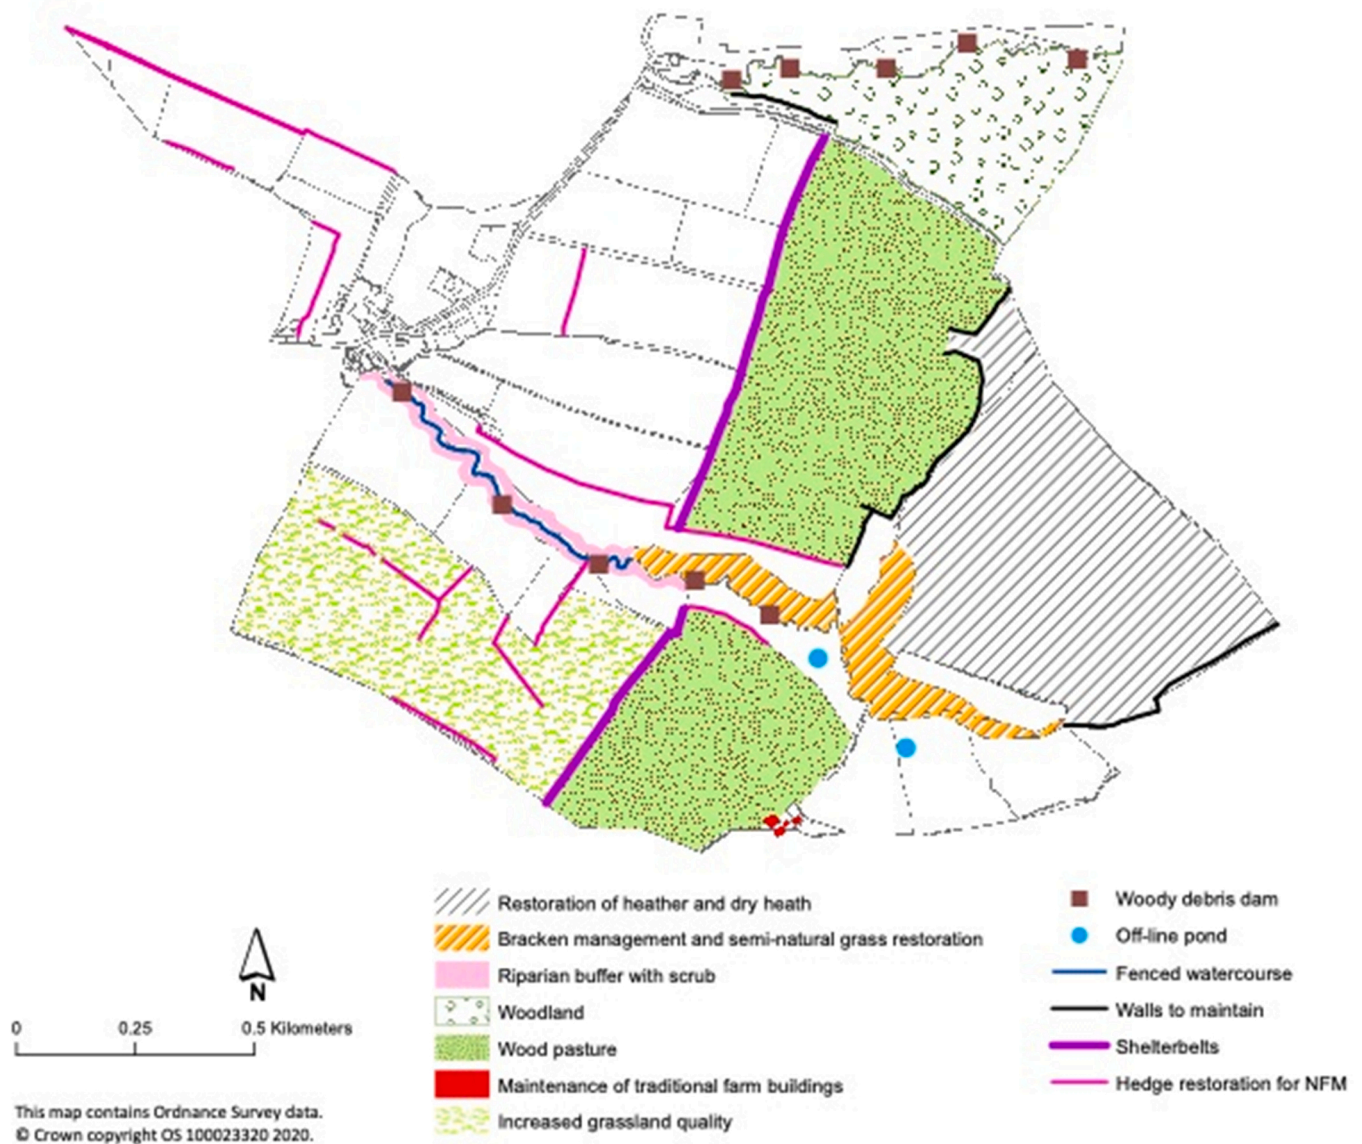 N
0 0.25 0.5 Kilometers
This map contains Ordnance Survey data.
© Crown copyright OS 100023320 2020.
Restoration of heather and dry heath
Bracken management and semi-natural grass restoration
Riparian buffer with scrub
Woodland
Wood pasture
Maintenance of traditional farm buildings
Increased grassland quality
Woody debris dam
Off-line pond
Fenced watercourse
Walls to maintain
Shelterbelts
Hedge restoration for NFM